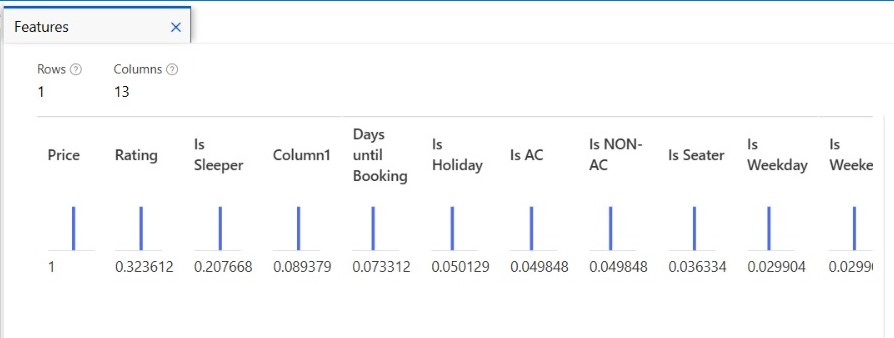 Features
Rows Columns
1 13
Price Rating Is Sleeper Column1 Days until Booking Is Holiday Is AC Is NON-AC Is Seater Is Weekday Is Weeke
1 0.323612 0.207668 0.089379 0.073312 0.050129 0.049848 0.049848 0.036334 0.029904 0.0299